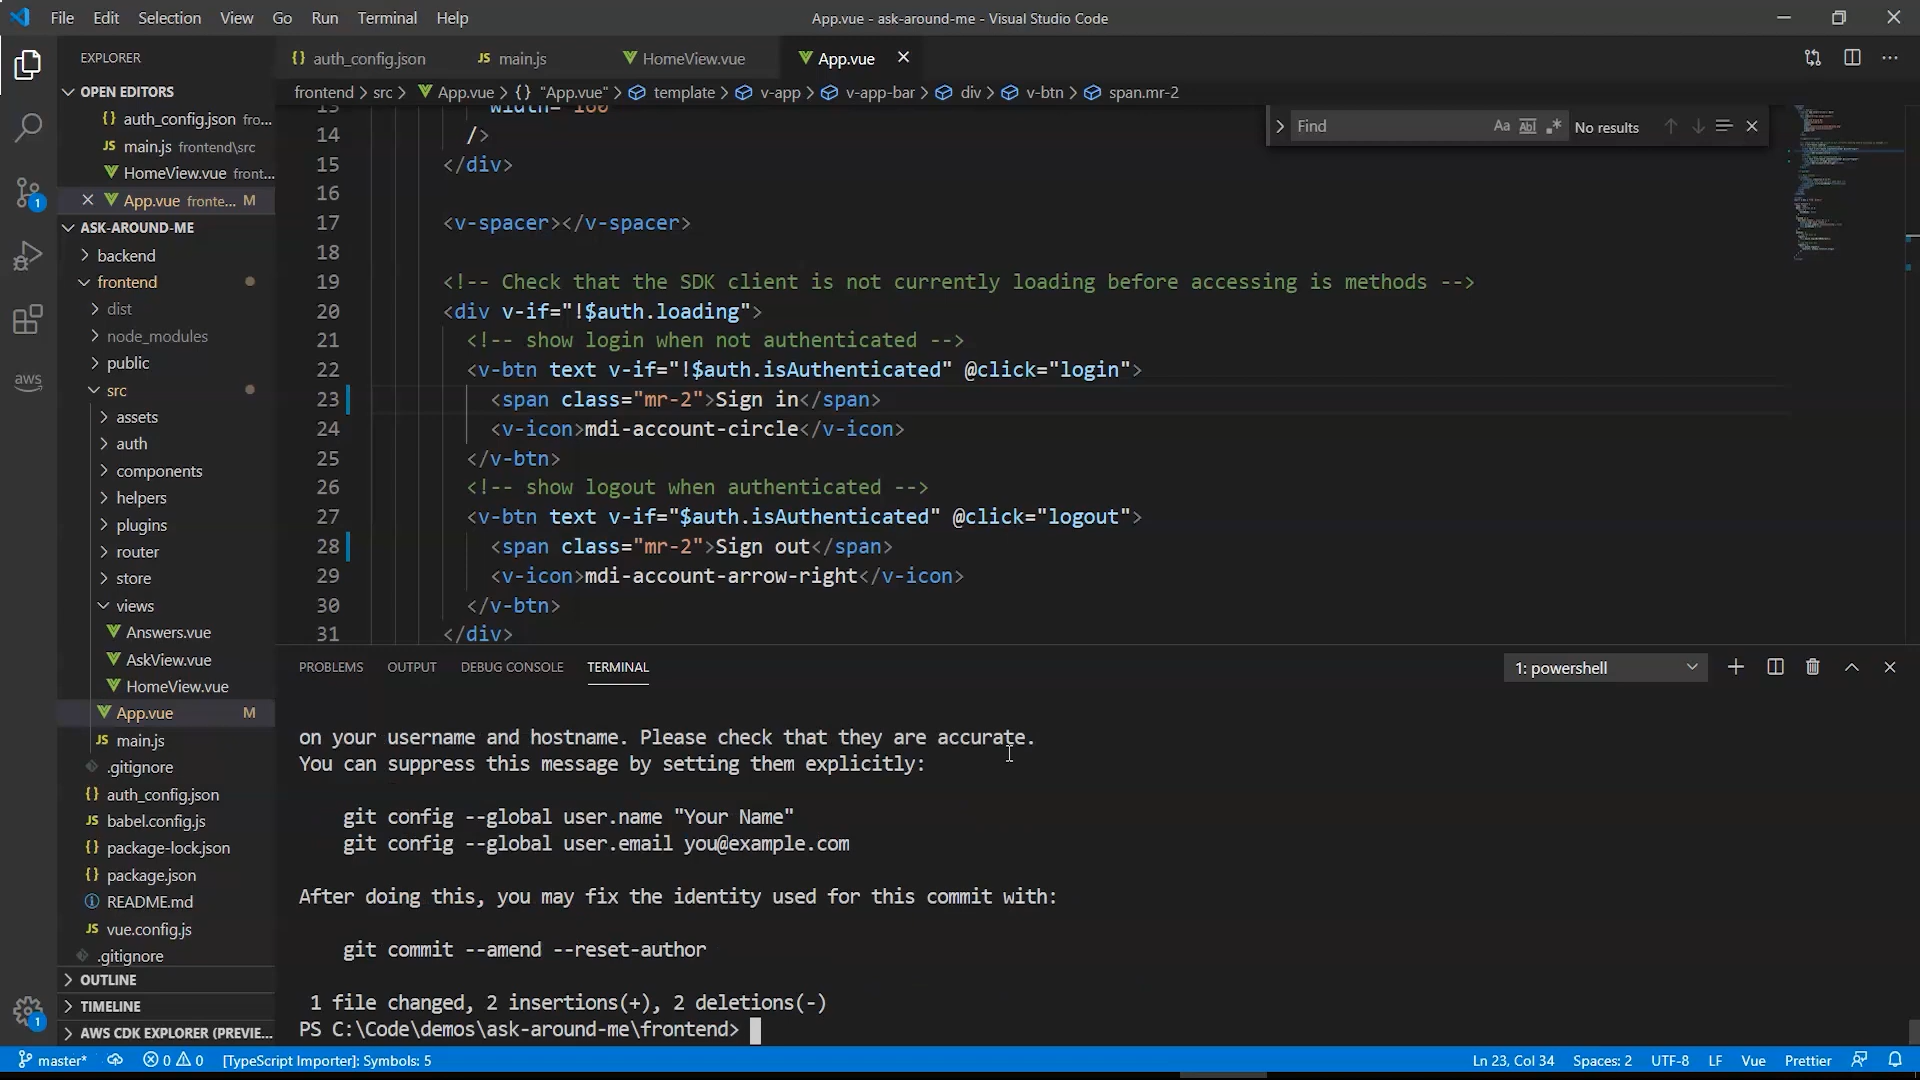 File Edit Selection View Go Run Terminal Help
App.vue - ask-around-me - Visual Studio Code
EXPLORER
OPEN EDITORS
{} auth_config.json fro...
JS main.js frontend\src
HomeView.vue front...
App.vue fronte... M
ASK-AROUND-ME
backend
frontend
dist
node_modules
public
src
assets
auth
components
helpers
plugins
router
store
views
Answers.vue
AskView.vue
HomeView.vue
App.vue M
JS main.js
.gitignore
{} auth_config.json
JS babel.config.js
{} package-lock.json
{} package.json
README.md
JS vue.config.js
.gitignore
OUTLINE
TIMELINE
AWS CDK EXPLORER (PREVIE...
aws
1
1
{} auth_config.json
JS main.js
HomeView.vue
App.vue
frontend > src > App.vue > {} "App.vue" > template > v-app > v-app-bar > div > v-btn > span.mr-2
Find Aa Abl .* No results
width="160
14 />
15 </div>
16
17 <v-spacer></v-spacer>
18
19 <!-- Check that the SDK client is not currently loading before accessing is methods -->
20 <div v-if="!$auth.loading">
21 <!-- show login when not authenticated -->
22 <v-btn text v-if="!$auth.isAuthenticated" @click="login">
23 <span class="mr-2">Sign in</span>
24 <v-icon>mdi-account-circle</v-icon>
25 </v-btn>
26 <!-- show logout when authenticated -->
27 <v-btn text v-if="$auth.isAuthenticated" @click="logout">
28 <span class="mr-2">Sign out</span>
29 <v-icon>mdi-account-arrow-right</v-icon>
30 </v-btn>
31 </div>
PROBLEMS OUTPUT DEBUG CONSOLE TERMINAL
1: powershell
on your username and hostname. Please check that they are accurate.
You can suppress this message by setting them explicitly:
git config --global user.name "Your Name"
git config --global user.email you@example.com
After doing this, you may fix the identity used for this commit with:
git commit --amend --reset-author
1 file changed, 2 insertions(+), 2 deletions(-)
PS C:\Code\demos\ask-around-me\frontend>
master* 0 0 [TypeScript Importer]: Symbols: 5
Ln 23, Col 34 Spaces: 2 UTF-8 LF Vue Prettier